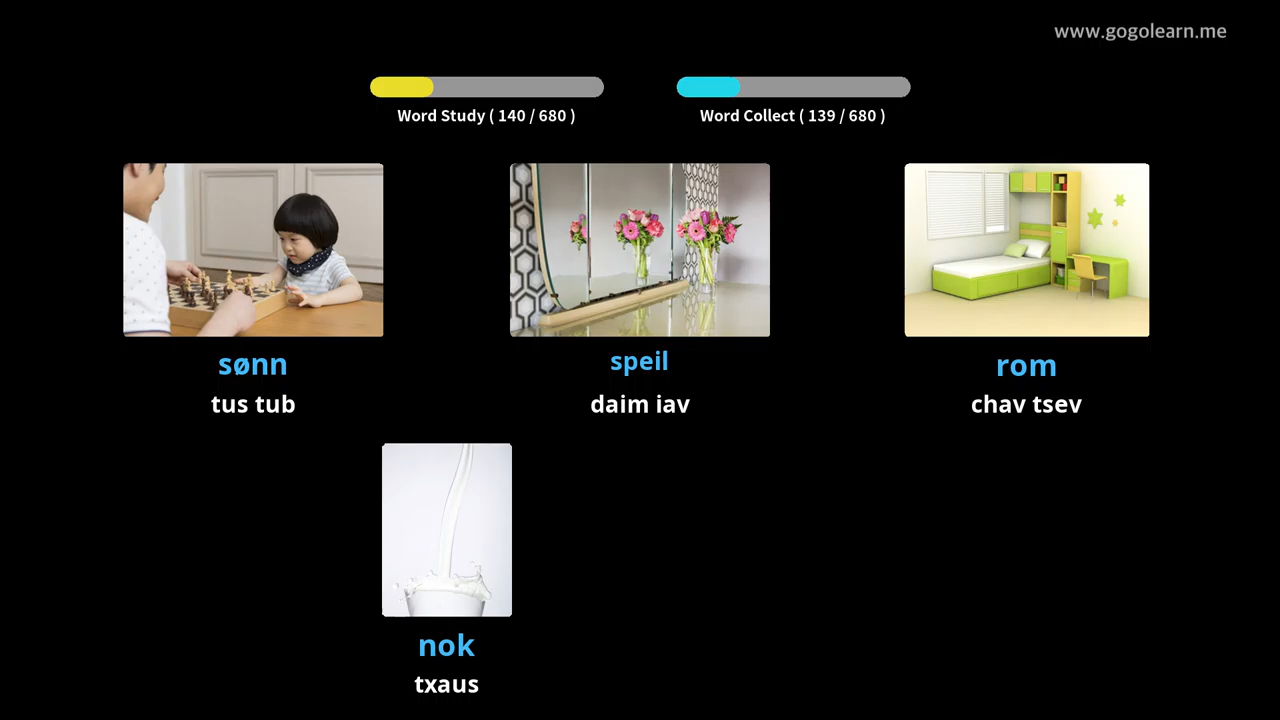 www.gogolearn.me
Word Study ( 140 / 680 )
Word Collect ( 139 / 680 )
sønn
tus tub
speil
daim iav
rom
chav tsev
nok
txaus